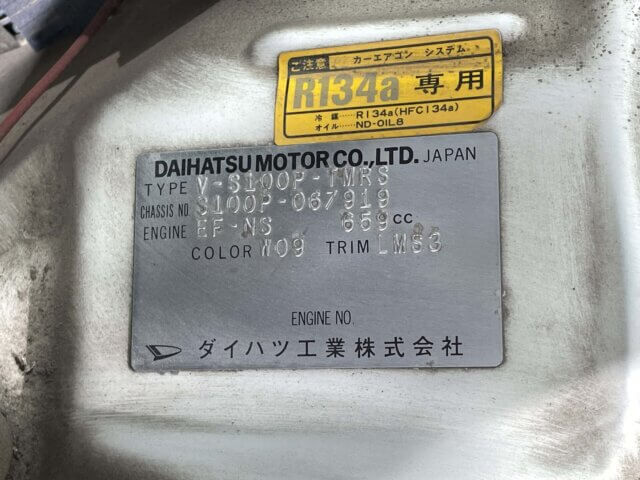 ご注意 カーエアコン システム
R134a 専用
冷 媒……R134a(HFC134a)
オイル……ND-OIL8
DAIHATSU MOTOR CO.,LTD. JAPAN
TYPE V-S100P-TMRS
CHASSIS NO S100P-067919
ENGINE EF-NS 659 CC
COLOR W09 TRIM LMS3
ENGINE NO.
ダイハツ工業株式会社